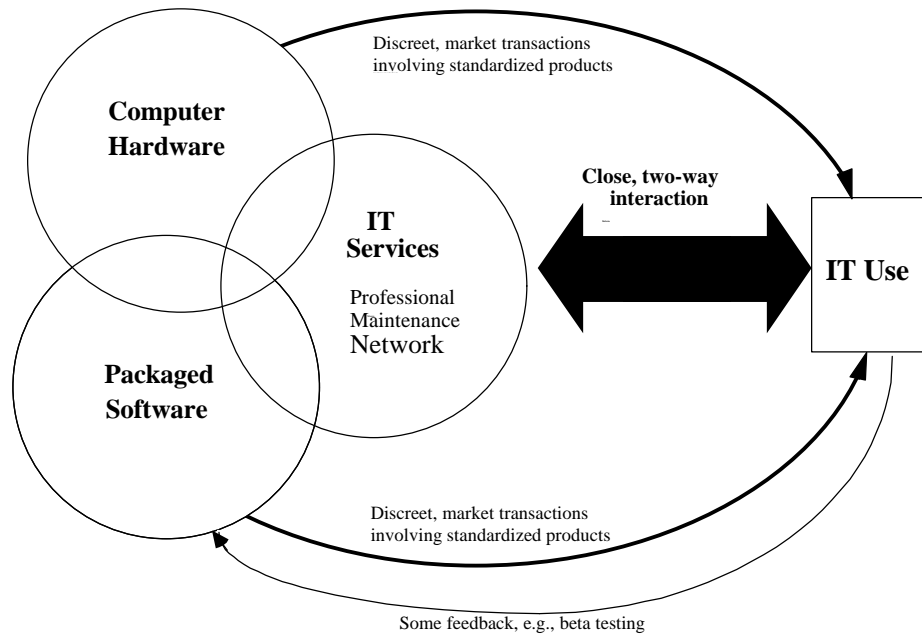 Discreet, market transactions
involving standardized products
Computer
Hardware
Close, two-way
interaction
IT
Services
IT Use
Professional
Maintenance
Network
Packaged
Software
Discreet, market transactions
involving standardized products
Some feedback, e.g., beta testing